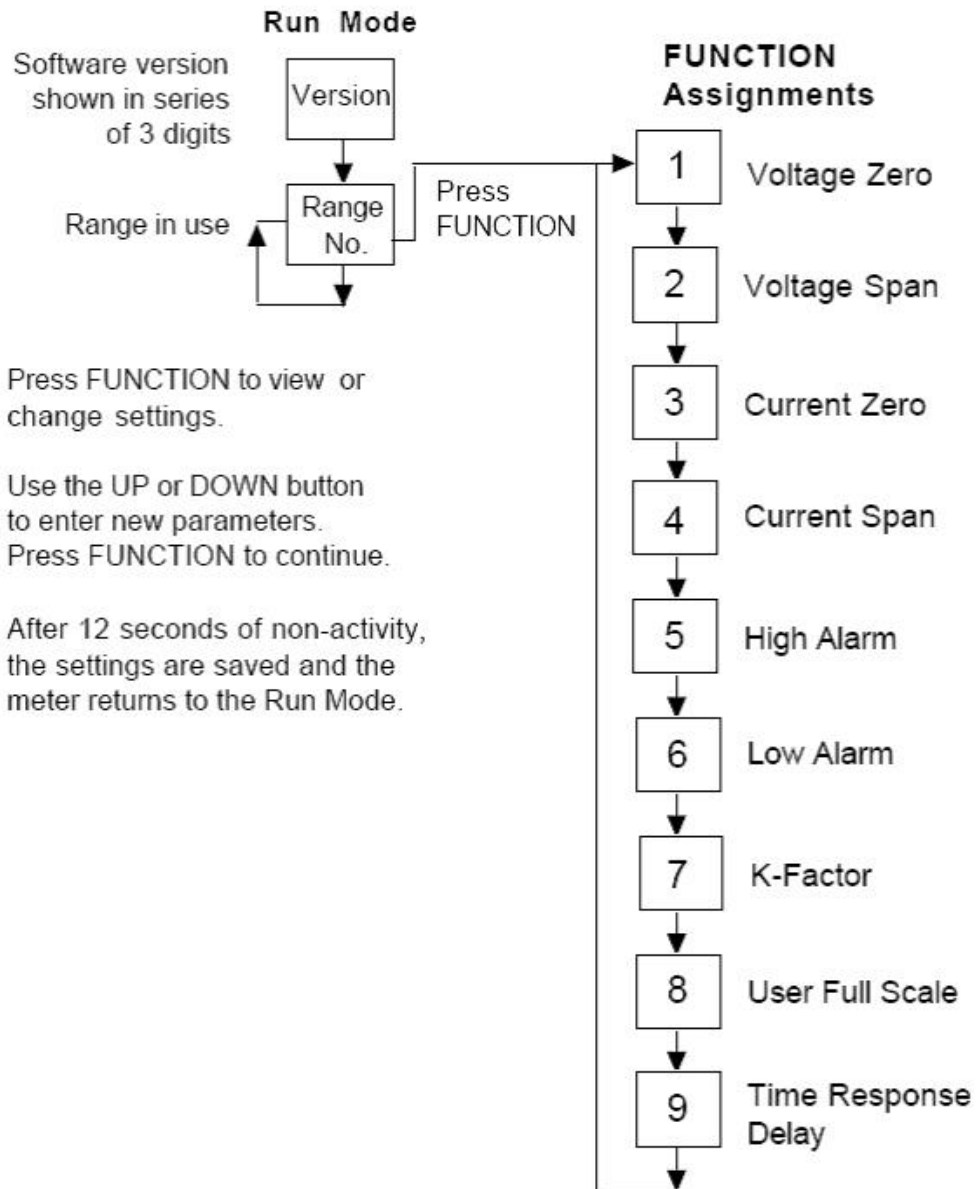 Run Mode
Software version
shown in series
of 3 digits
Version
Range in use
Range
No.
Press
FUNCTION
Press FUNCTION to view or
change settings.
Use the UP or DOWN button
to enter new parameters.
Press FUNCTION to continue.
After 12 seconds of non-activity,
the settings are saved and the
meter returns to the Run Mode.
FUNCTION
Assignments
1 Voltage Zero
2 Voltage Span
3 Current Zero
4 Current Span
5 High Alarm
6 Low Alarm
7 K-Factor
8 User Full Scale
9 Time Response
Delay